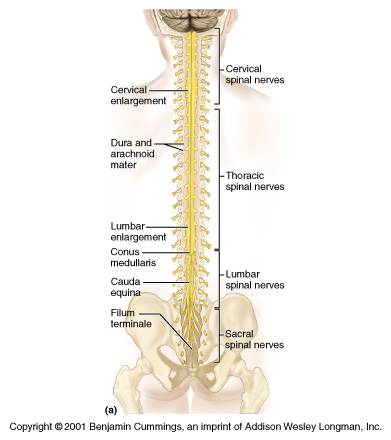 Cervical
spinal nerves
Cervical
enlargement
Dura and
arachnoid
mater
Thoracic
spinal nerves
Lumbar
enlargement
Conus
medullaris
Lumbar
spinal nerves
Cauda
equina
Filum
terminale
Sacral
spinal nerves
(a)
Copyright © 2001 Benjamin Cummings, an imprint of Addison Wesley Longman, Inc.